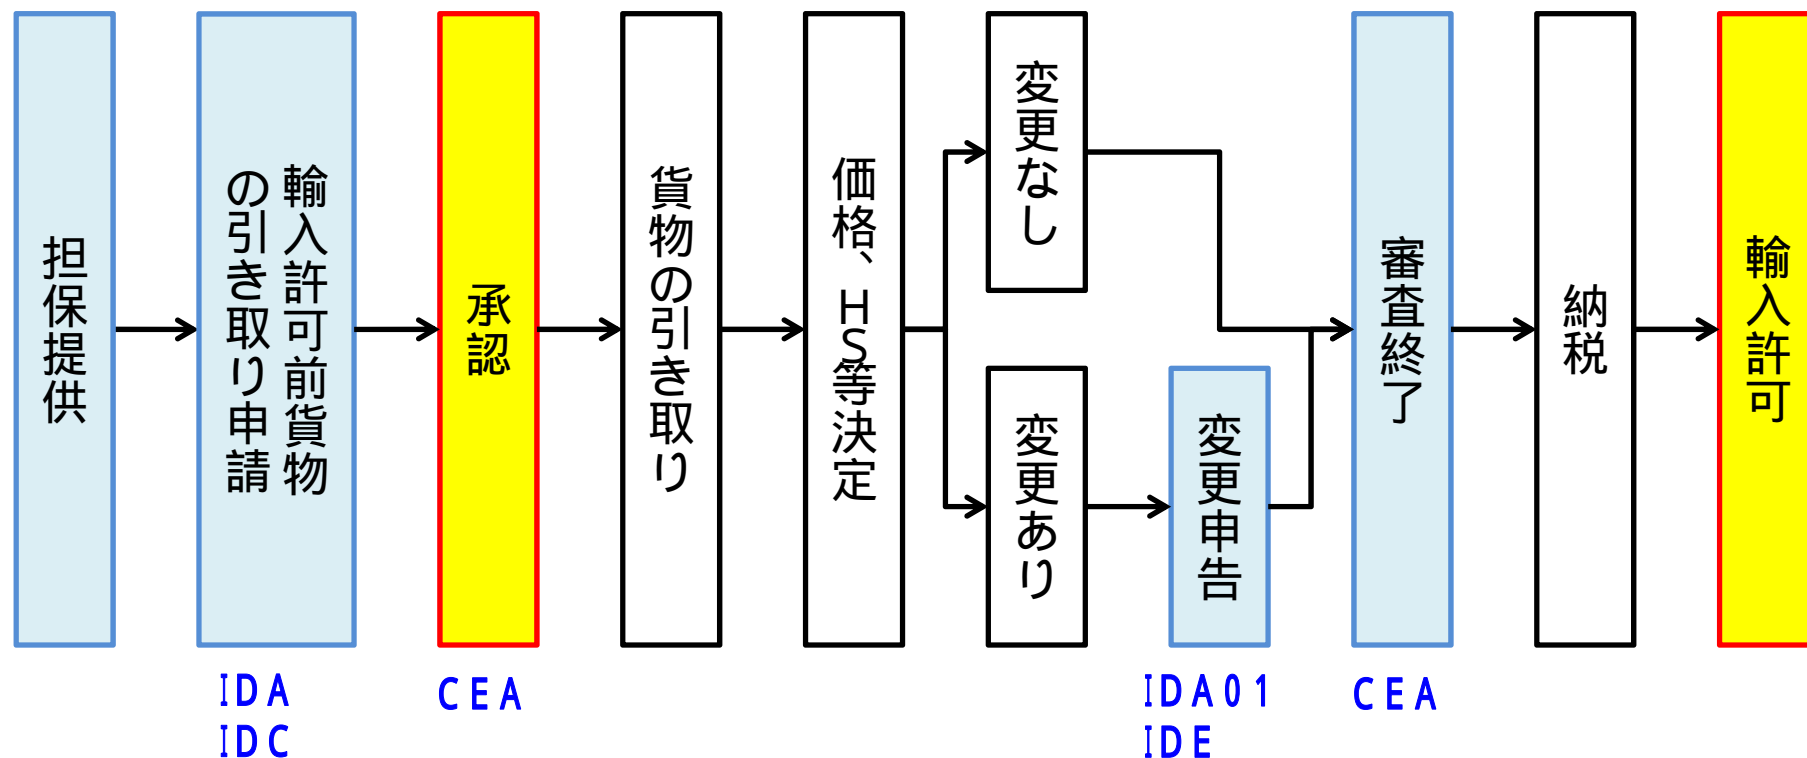 担保提供
輸入許可前貨物
の引き取り申請
承認
貨物の引き取り
価格、HS等決定
変更なし
変更あり
変更申告
審査終了
納税
輸入許可
IDA
IDC
CEA
IDA01
IDE
CEA